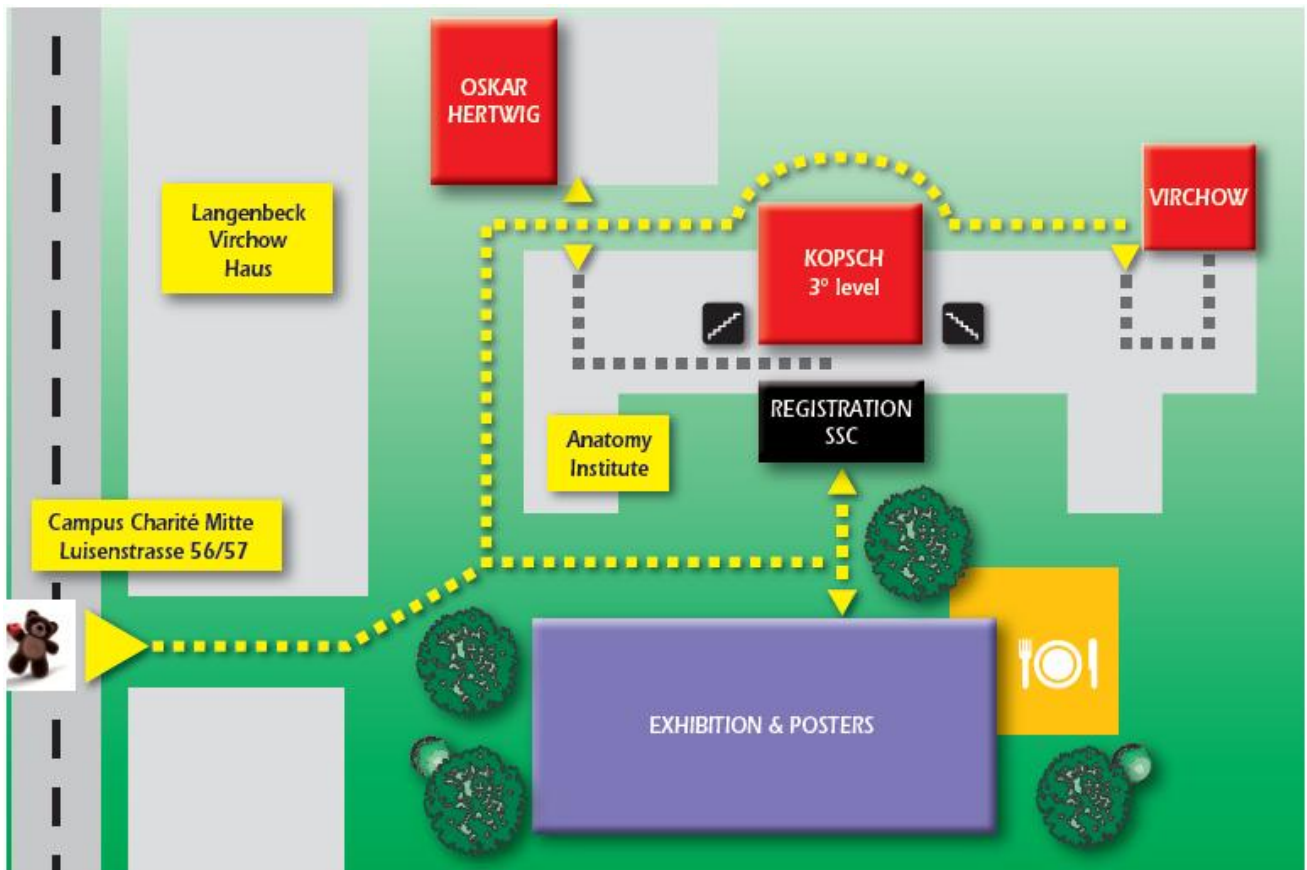 OSKAR
HERTWIG
VIRCHOW
Langenbeck
Virchow
Haus
KOPSCH
3º level
REGISTRATION
SSC
Anatomy
Institute
Campus Charité Mitte
Luisenstrasse 56/57
EXHIBITION & POSTERS